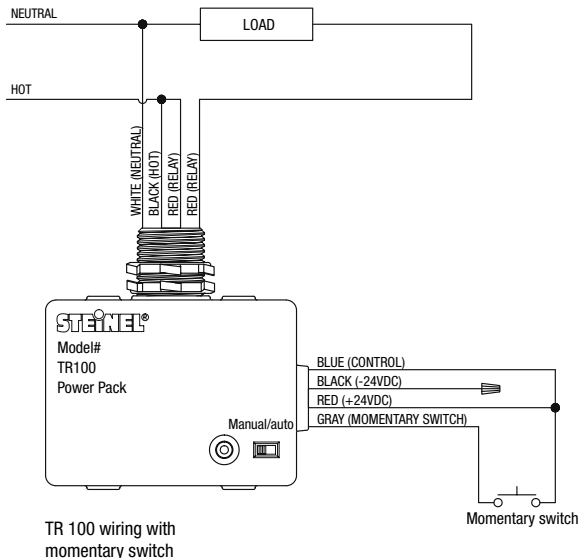 NEUTRAL
LOAD
HOT
WHITE (NEUTRAL)
BLACK (HOT)
RED (RELAY)
RED (RELAY)
STEINEL®
Model#
TR100
Power Pack
Manual/auto
BLUE (CONTROL)
BLACK (-24VDC)
RED (+24VDC)
GRAY (MOMENTARY SWITCH)
Momentary switch
TR 100 wiring with
momentary switch